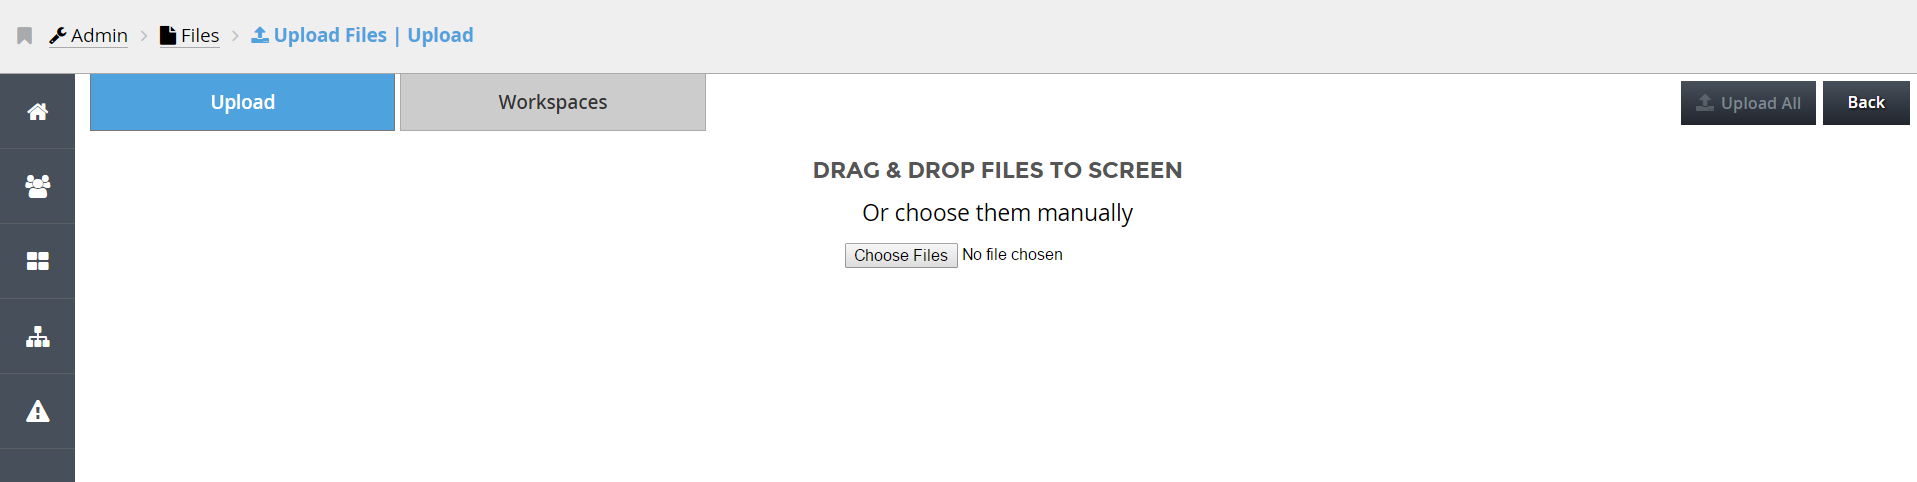 Admin > Files > Upload Files | Upload
Upload Workspaces Upload All Back
DRAG & DROP FILES TO SCREEN
Or choose them manually
Choose Files No file chosen